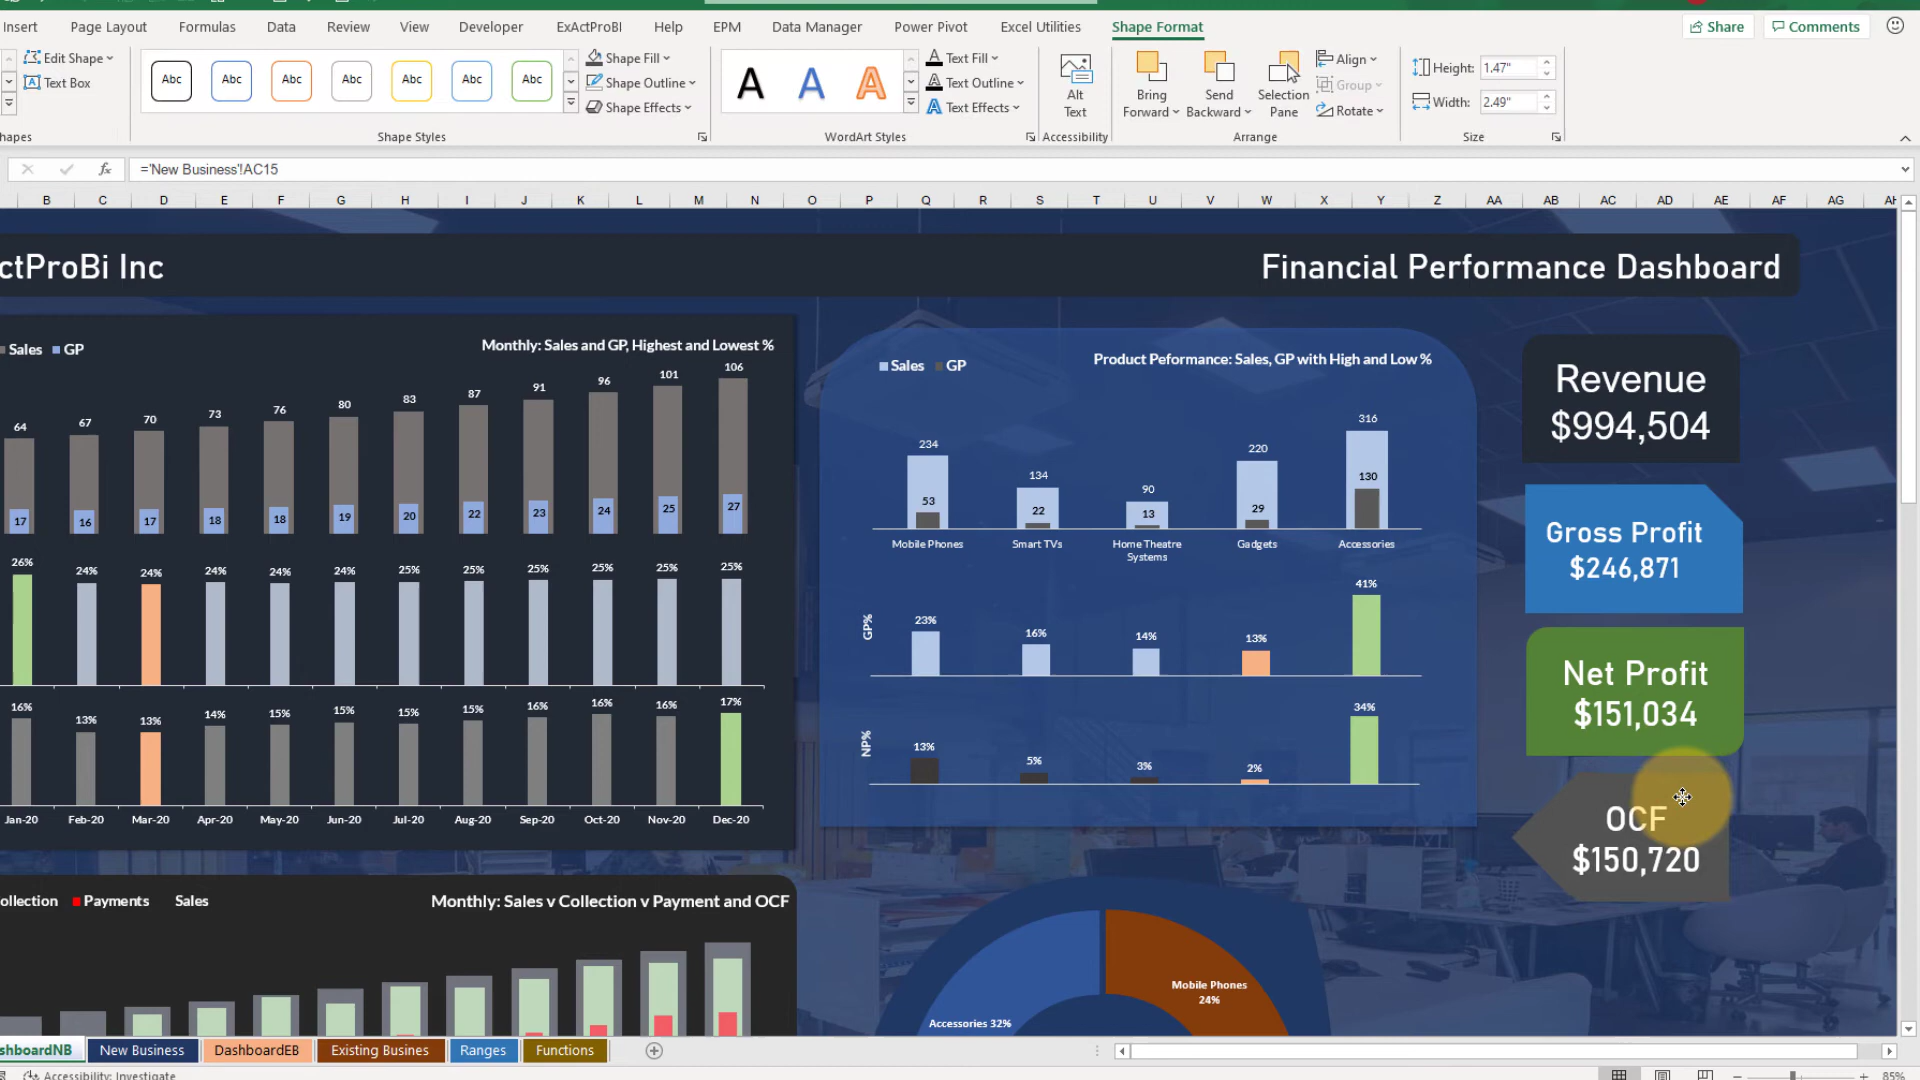 Insert Page Layout Formulas Data Review View Developer ExActProBI Help EPM Data Manager Power Pivot Excel Utilities Shape Format Share Comments
Edit Shape
Text Box
hapes
Abc Abc Abc Abc Abc Abc Abc
Shape Fill
Shape Outline
Shape Effects
Shape Styles
A A A
Text Fill
Text Outline
Text Effects
WordArt Styles
Alt
Text
Accessibility
Bring
Forward
Send
Backward
Selection
Pane
Align
Group
Rotate
Arrange
Height: 1.47"
Width: 2.49"
Size
fx ='New Business'!AC15
B C D E F G H I J K L M N O P Q R S T U V W X Y Z AA AB AC AD AE AF AG AH
ctProBi Inc
Financial Performance Dashboard
Sales GP
Monthly: Sales and GP, Highest and Lowest %
64 67 70 73 76 80 83 87 91 96 101 106
17 16 17 18 18 19 20 22 23 24 25 27
26% 24% 24% 24% 24% 24% 25% 25% 25% 25% 25% 25%
16% 13% 13% 14% 15% 15% 15% 15% 16% 16% 16% 17%
Jan-20 Feb-20 Mar-20 Apr-20 May-20 Jun-20 Jul-20 Aug-20 Sep-20 Oct-20 Nov-20 Dec-20
Sales GP
Product Peformance: Sales, GP with High and Low %
234 134 90 220 316
53 22 13 29 130
Mobile Phones Smart TVs Home Theatre Gadgets Accessories
Systems
GP%
23% 16% 14% 13% 41%
NP%
13% 5% 3% 2% 34%
Revenue
$994,504
Gross Profit
$246,871
Net Profit
$151,034
OCF
$150,720
ollection Payments Sales
Monthly: Sales v Collection v Payment and OCF
Mobile Phones
24%
Accessories 32%
shboardNB New Business DashboardEB Existing Busines Ranges Functions
Accessibility: Investigate
85%